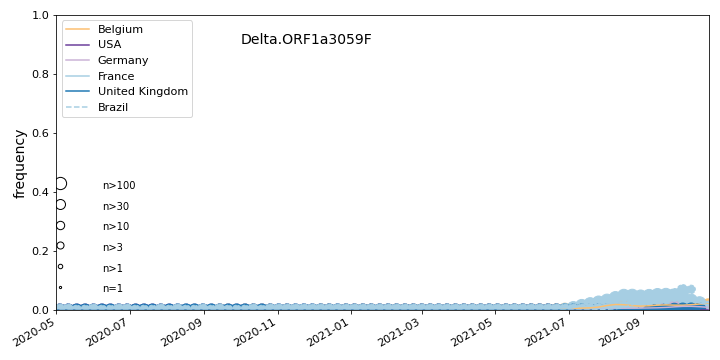 Delta.ORF1a3059F
Belgium
USA
Germany
France
United Kingdom
Brazil
frequency
1.0
0.8
0.6
0.4
0.2
0.0
n>100
n>30
n>10
n>3
n>1
n=1
2020-05
2020-07
2020-09
2020-11
2021-01
2021-03
2021-05
2021-07
2021-09